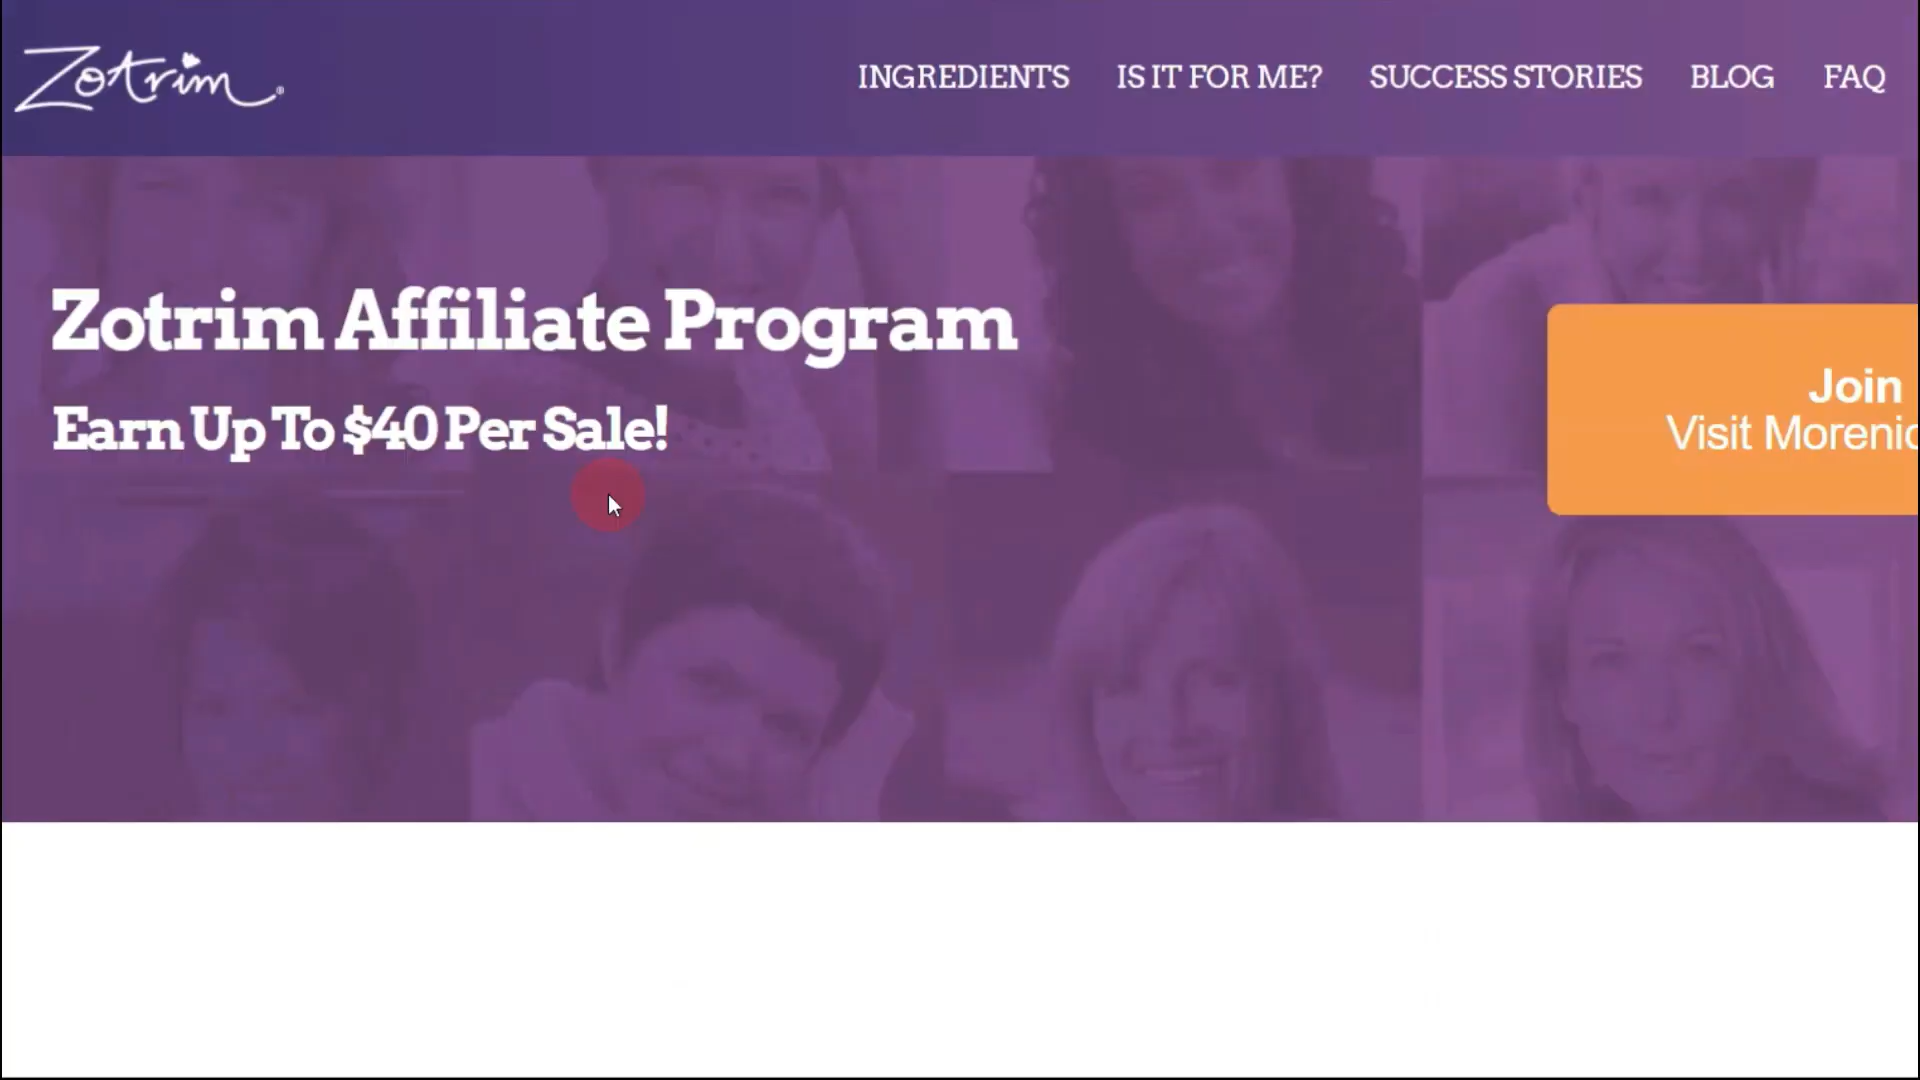 Zotrim®
INGREDIENTS IS IT FOR ME? SUCCESS STORIES BLOG FAQ
Zotrim Affiliate Program
Earn Up To $40 Per Sale!
Join
Visit